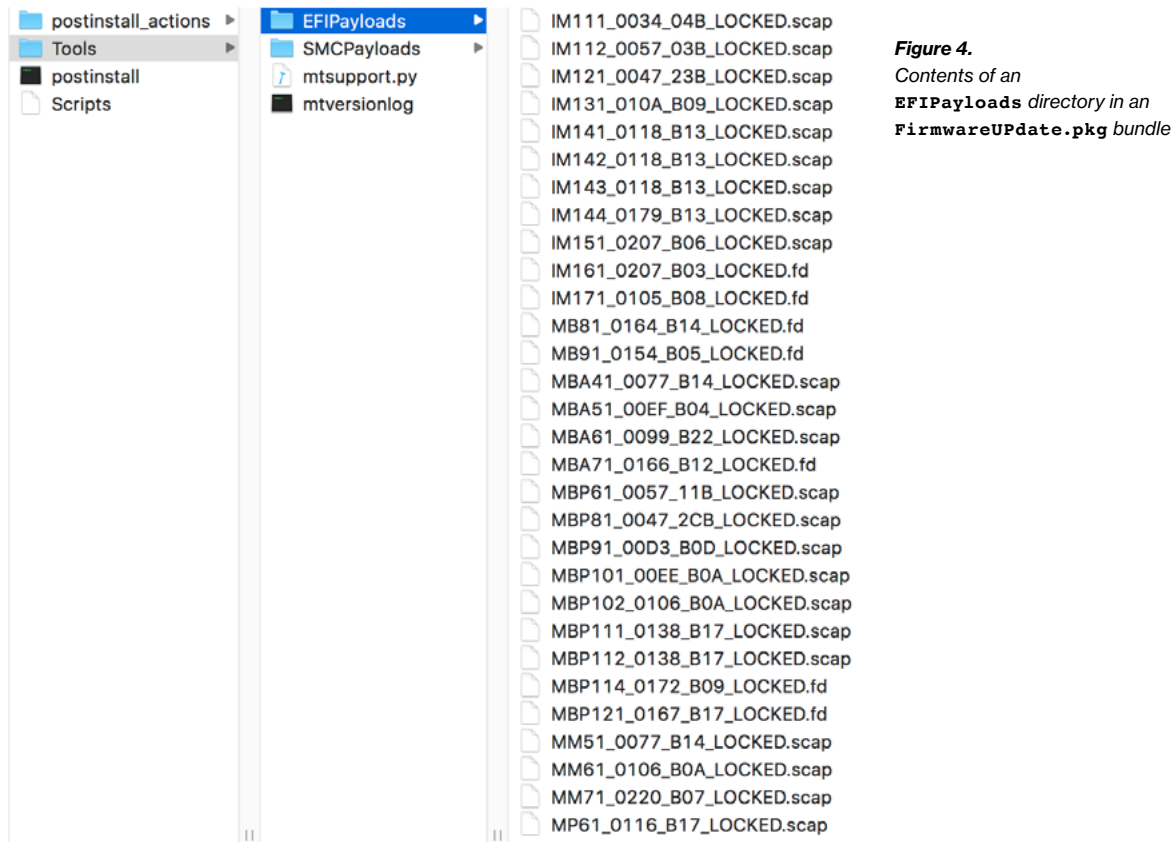 postinstall_actions
Tools
postinstall
Scripts
EFIPayloads
SMCPayloads
mtsupport.py
mtversionlog
IM111_0034_04B_LOCKED.scap
IM112_0057_03B_LOCKED.scap
IM121_0047_23B_LOCKED.scap
IM131_010A_B09_LOCKED.scap
IM141_0118_B13_LOCKED.scap
IM142_0118_B13_LOCKED.scap
IM143_0118_B13_LOCKED.scap
IM144_0179_B13_LOCKED.scap
IM151_0207_B06_LOCKED.scap
IM161_0207_B03_LOCKED.fd
IM171_0105_B08_LOCKED.fd
MB81_0164_B14_LOCKED.fd
MB91_0154_B05_LOCKED.fd
MBA41_0077_B14_LOCKED.scap
MBA51_00EF_B04_LOCKED.scap
MBA61_0099_B22_LOCKED.scap
MBA71_0166_B12_LOCKED.fd
MBP61_0057_11B_LOCKED.scap
MBP81_0047_2CB_LOCKED.scap
MBP91_00D3_B0D_LOCKED.scap
MBP101_00EE_B0A_LOCKED.scap
MBP102_0106_B0A_LOCKED.scap
MBP111_0138_B17_LOCKED.scap
MBP112_0138_B17_LOCKED.scap
MBP114_0172_B09_LOCKED.fd
MBP121_0167_B17_LOCKED.fd
MM51_0077_B14_LOCKED.scap
MM61_0106_B0A_LOCKED.scap
MM71_0220_B07_LOCKED.scap
MP61_0116_B17_LOCKED.scap
Figure 4.
Contents of an
EFIPayloads directory in an
FirmwareUPdate.pkg bundle